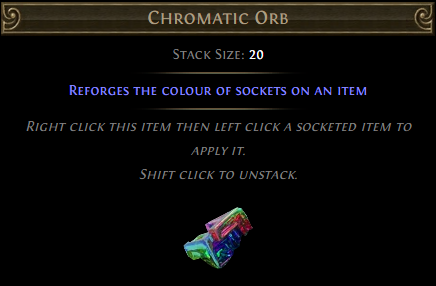 Chromatic Orb
Stack Size: 20
Reforges the colour of sockets on an item
Right click this item then left click a socketed item to
apply it.
Shift click to unstack.